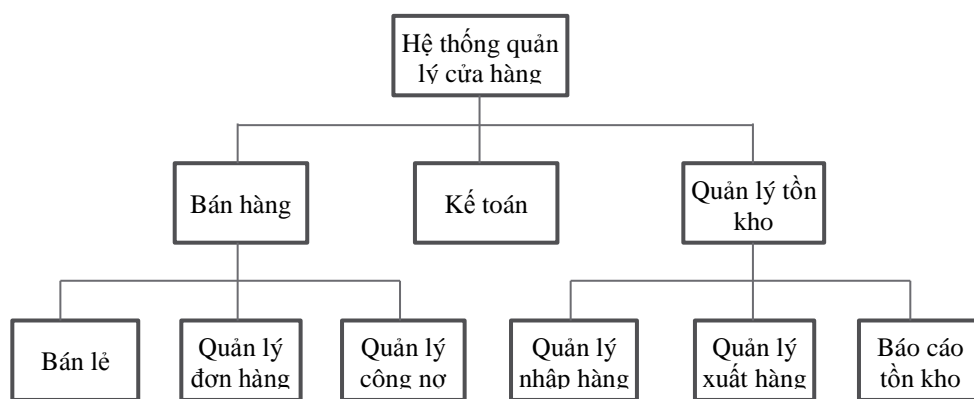 Hệ thống quản
lý cửa hàng
Bán hàng
Kế toán
Quản lý tồn
kho
Bán lẻ
Quản lý
đơn hàng
Quản lý
công nợ
Quản lý
nhập hàng
Quản lý
xuất hàng
Báo cáo
tồn kho